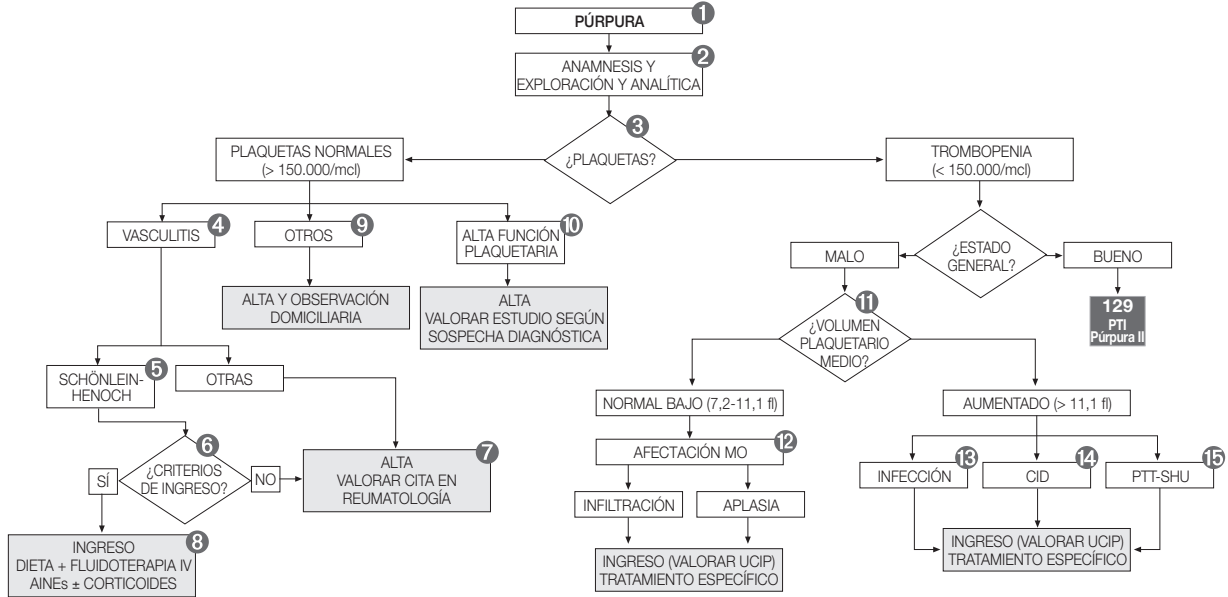 1
PÚRPURA
2
ANAMNESIS Y
EXPLORACIÓN Y ANALÍTICA
3
¿PLAQUETAS?
PLAQUETAS NORMALES
(> 150.000/mcl)
TROMBOPENIA
(< 150.000/mcl)
4
VASCULITIS
9
OTROS
10
ALTA FUNCIÓN
PLAQUETARIA
ALTA Y OBSERVACIÓN
DOMICILIARIA
ALTA
VALORAR ESTUDIO SEGÚN
SOSPECHA DIAGNÓSTICA
¿ESTADO
GENERAL?
MALO
BUENO
129
PTI
Púrpura II
11
¿VOLUMEN
PLAQUETARIO
MEDIO?
5
SCHÖNLEIN-
HENOCH
OTRAS
6
¿CRITERIOS
DE INGRESO?
SÍ
NO
7
ALTA
VALORAR CITA EN
REUMATOLOGÍA
8
INGRESO
DIETA + FLUIDOTERAPIA IV
AINEs ± CORTICOIDES
NORMAL BAJO (7,2-11,1 fl)
AUMENTADO (> 11,1 fl)
12
AFECTACIÓN MO
INFILTRACIÓN
APLASIA
INGRESO (VALORAR UCIP)
TRATAMIENTO ESPECÍFICO
13
INFECCIÓN
14
CID
15
PTT-SHU
INGRESO (VALORAR UCIP)
TRATAMIENTO ESPECÍFICO